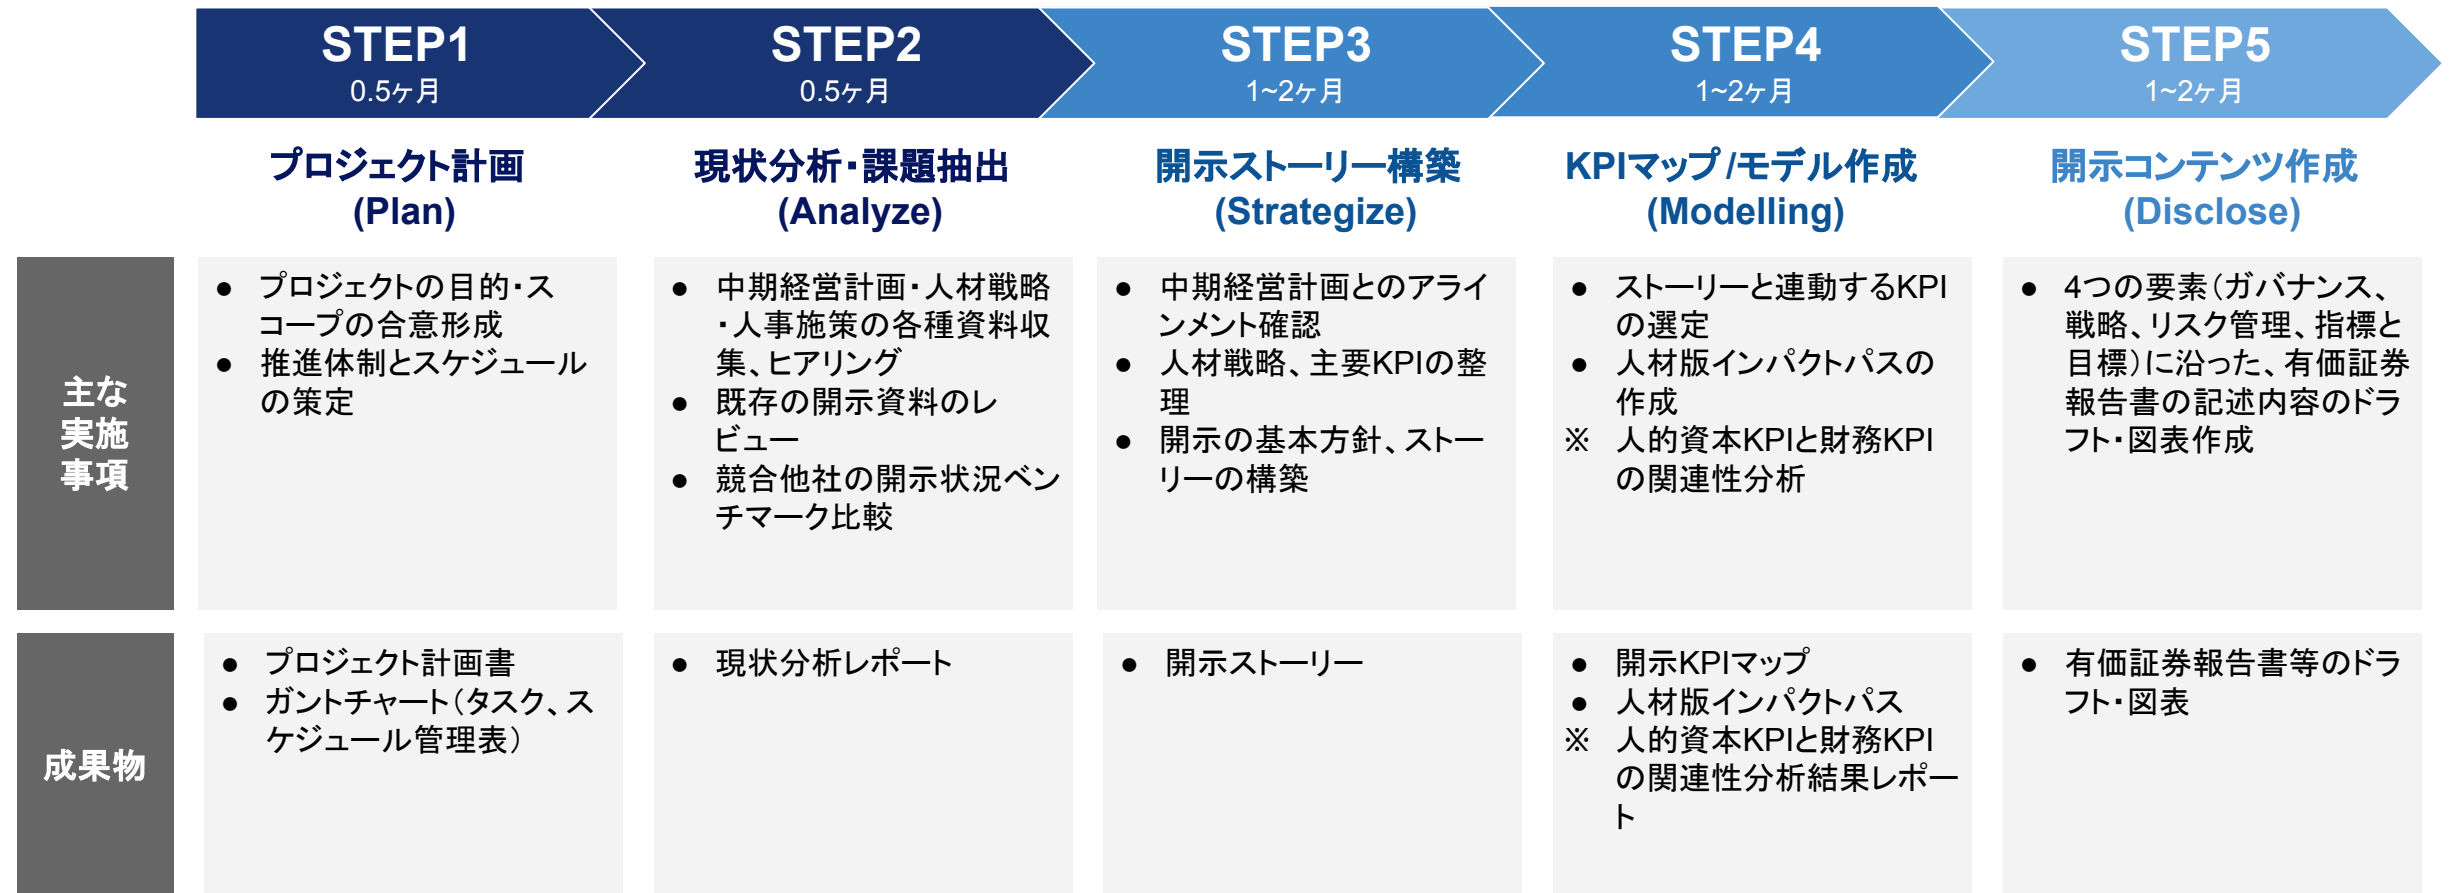 STEP1
0.5ヶ月
STEP2
0.5ヶ月
STEP3
1~2ヶ月
STEP4
1~2ヶ月
STEP5
1~2ヶ月
プロジェクト計画
(Plan)
現状分析・課題抽出
(Analyze)
開示ストーリー構築
(Strategize)
KPIマップ/モデル作成
(Modelling)
開示コンテンツ作成
(Disclose)
主な
実施
事項
● プロジェクトの目的・ス
コープの合意形成
● 推進体制とスケジュール
の策定
● 中期経営計画・人材戦略
・人事施策の各種資料収
集、ヒアリング
● 既存の開示資料のレ
ビュー
● 競合他社の開示状況ベン
チマーク比較
● 中期経営計画とのアライ
ンメント確認
● 人材戦略、主要KPIの整
理
● 開示の基本方針、ストー
リーの構築
● ストーリーと連動するKPI
の選定
● 人材版インパクトパスの
作成
※ 人的資本KPIと財務KPI
の関連性分析
● 4つの要素(ガバナンス、
戦略、リスク管理、指標と
目標)に沿った、有価証券
報告書の記述内容のドラ
フト・図表作成
成果物
● プロジェクト計画書
● ガントチャート(タスク、ス
ケジュール管理表)
● 現状分析レポート
● 開示ストーリー
● 開示KPIマップ
● 人材版インパクトパス
※ 人的資本KPIと財務KPI
の関連性分析結果レポー
ト
● 有価証券報告書等のドラ
フト・図表